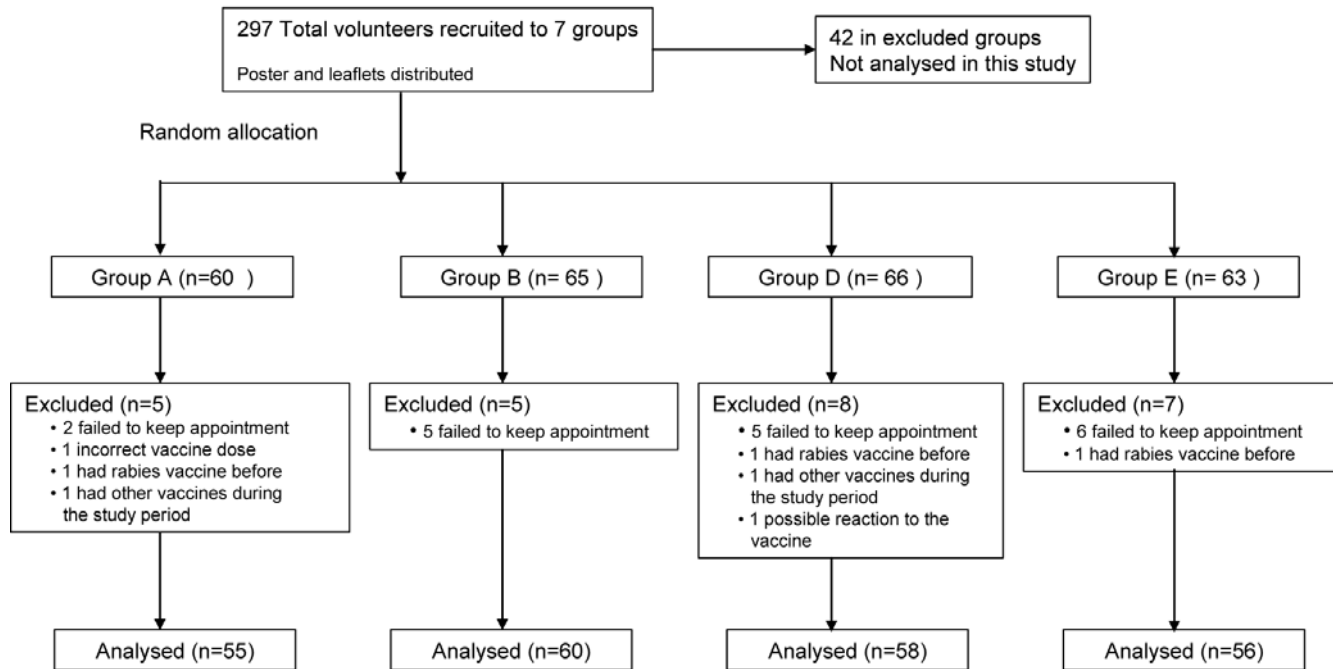 297 Total volunteers recruited to 7 groups
Poster and leaflets distributed
42 in excluded groups
Not analysed in this study
Random allocation
Group A (n=60 )
Group B (n= 65 )
Group D (n= 66 )
Group E (n= 63 )
Excluded (n=5)
• 2 failed to keep appointment
• 1 incorrect vaccine dose
• 1 had rabies vaccine before
• 1 had other vaccines during
the study period
Excluded (n=5)
• 5 failed to keep appointment
Excluded (n=8)
• 5 failed to keep appointment
• 1 had rabies vaccine before
• 1 had other vaccines during
the study period
• 1 possible reaction to the
vaccine
Excluded (n=7)
• 6 failed to keep appointment
• 1 had rabies vaccine before
Analysed (n=55)
Analysed (n=60)
Analysed (n=58)
Analysed (n=56)